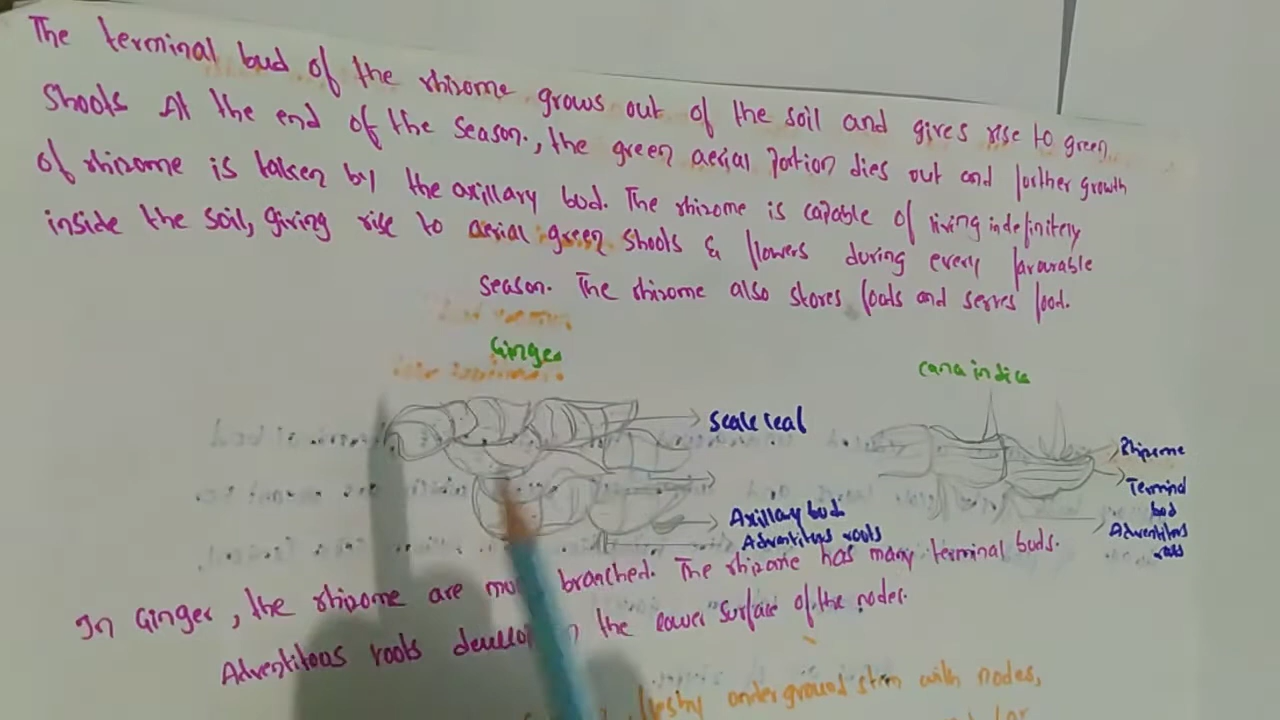 The terminal bud of the rhizome grows out of the soil and gives rise to green
shoots At the end of the season., the green aerial portion dies out and further growth
of rhizome is taken by the axillary bud. The rhizome is capable of living indefinitely
inside the soil, giving rise to aerial green shoots & flowers during every favourable
season. The rhizome also stores foods and serves food.
Ginger
cana indica
Scale leaf
Rhizome
Terminal
bud
Axillary bud
Adventitous roots
Adventitous
roots
In Ginger, the rhizome are branched. The rhizome has many terminal buds.
Adventitous roots the lower surface of the nodes.
fleshy underground stem with nodes,